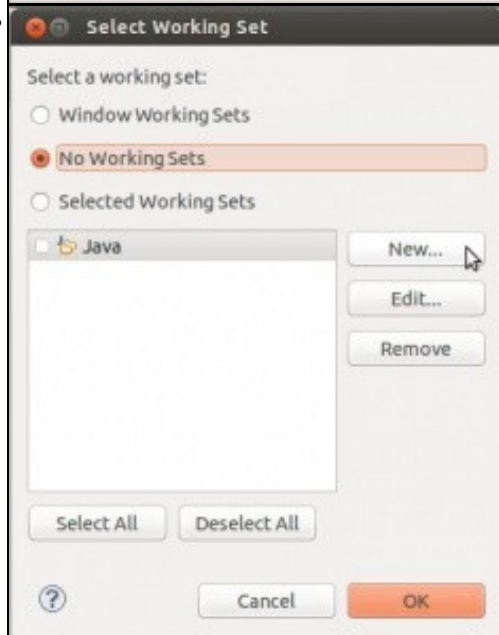 Select Working Set
Select a working set:
Window Working Sets
No Working Sets
Selected Working Sets
Java
New...
Edit...
Remove
Select All
Deselect All
?
Cancel
OK